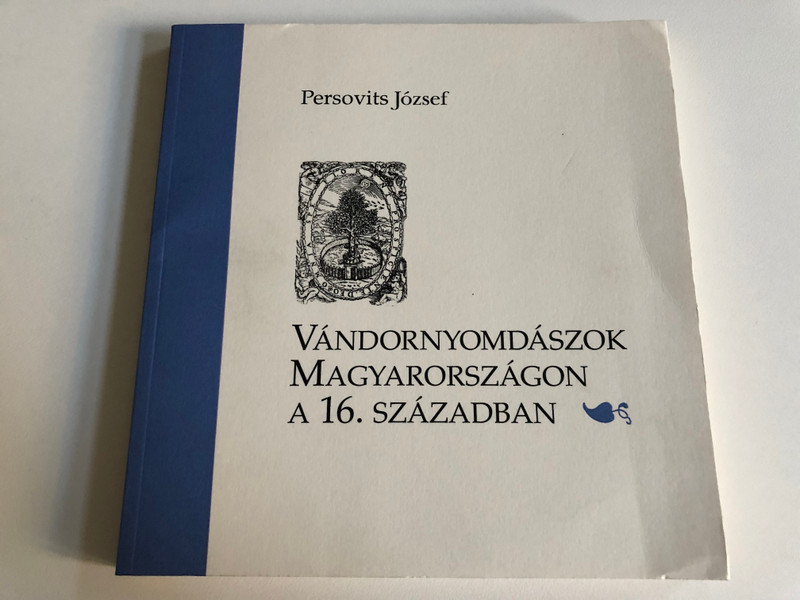 Persovits József
VÁNDORNYOMDÁSZOK
MAGYARORSZÁGON
A 16. SZÁZADBAN